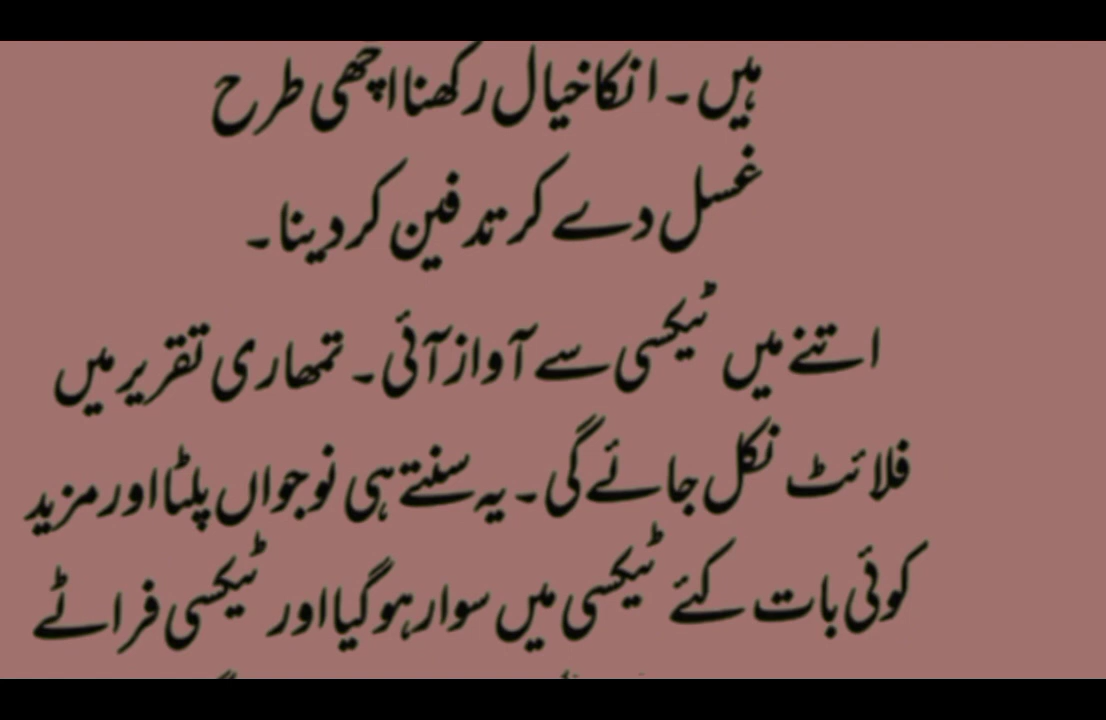 ہیں۔ انکا خیال رکھنا اچھی طرح
غسل دے کر تدفین کر دینا۔
اتنے میں ٹیکسی سے آواز آئی۔ تمھاری تقریر میں
فلائٹ نکل جائے گی۔ یہ سنتے ہی نوجواں پلٹا اور مزید
کوئی بات کئے ٹیکسی میں سوار ہو گیا اور ٹیکسی فراٹے